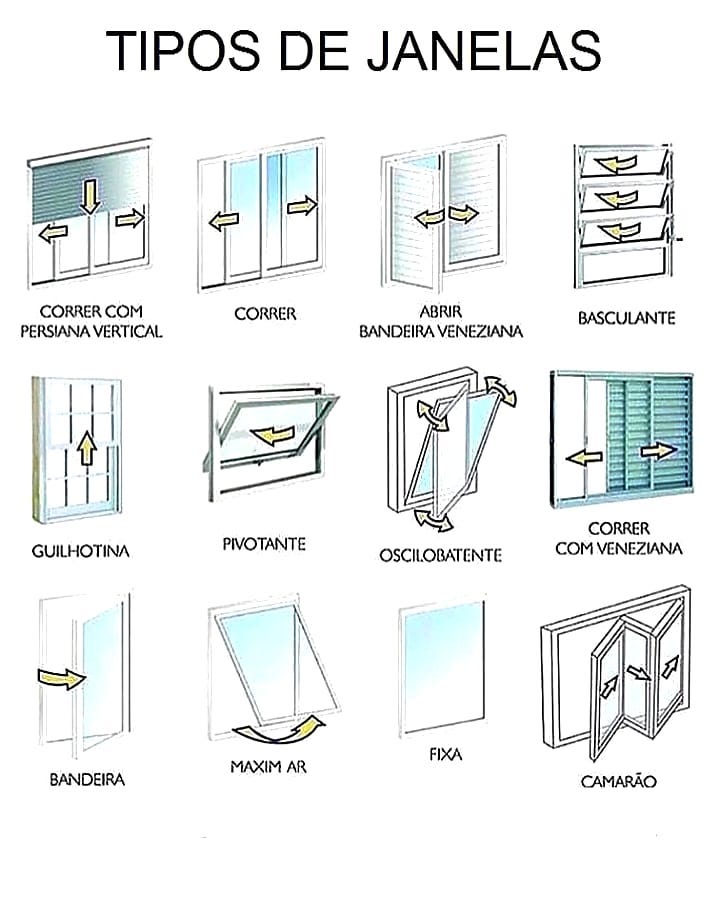 TIPOS DE JANELAS
CORRER COM
PERSIANA VERTICAL
CORRER
ABRIR
BANDEIRA VENEZIANA
BASCULANTE
GUILHOTINA
PIVOTANTE
OSCILOBATENTE
CORRER
COM VENEZIANA
BANDEIRA
MAXIM AR
FIXA
CAMARÃO